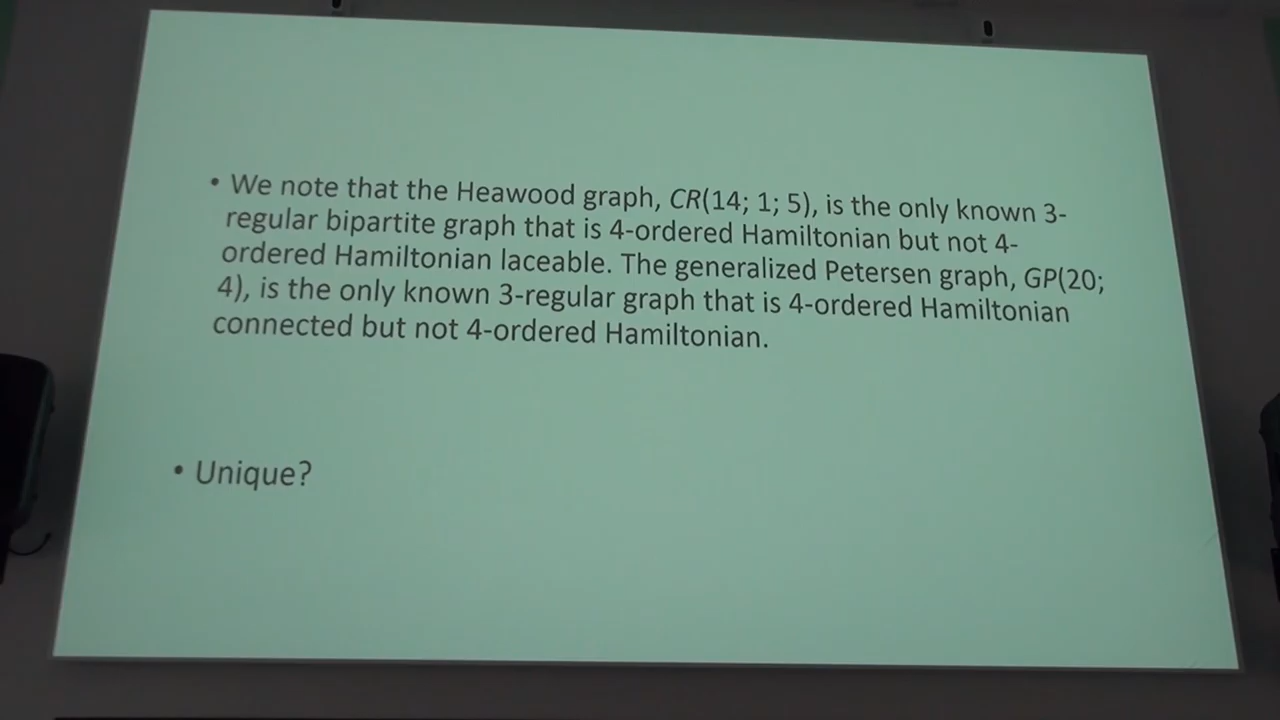 • We note that the Heawood graph, CR(14; 1; 5), is the only known 3-
regular bipartite graph that is 4-ordered Hamiltonian but not 4-
ordered Hamiltonian laceable. The generalized Petersen graph, GP(20;
4), is the only known 3-regular graph that is 4-ordered Hamiltonian
connected but not 4-ordered Hamiltonian.
• Unique?